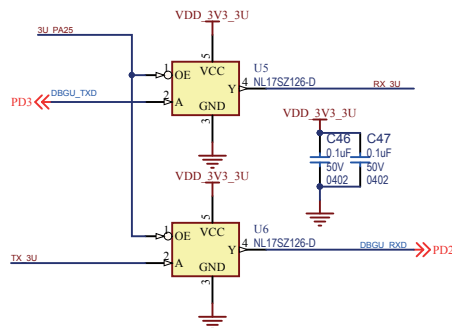 VDD_3V3_3U
3U_PA25
U5
NL17SZ126-D
5
VCC
1
OE
Y
4
RX_3U
PD3
DBGU_TXD
2
A
GND
3
VDD_3V3_3U
C46
0.1uF
50V
0402
C47
0.1uF
50V
0402
VDD_3V3_3U
U6
NL17SZ126-D
5
VCC
1
OE
Y
4
DBGU_RXD
PD2
TX_3U
2
A
GND
3